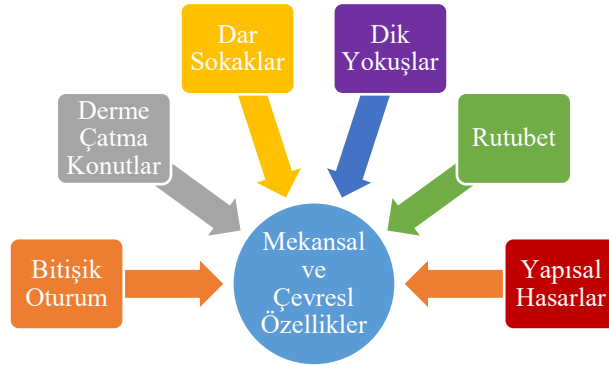 Dar
Sokaklar
Dik
Yokuşlar
Derme
Çatma
Konutlar
Rutubet
Bitişik
Oturum
Mekansal
ve
Çevresl
Özellikler
Yapısal
Hasarlar